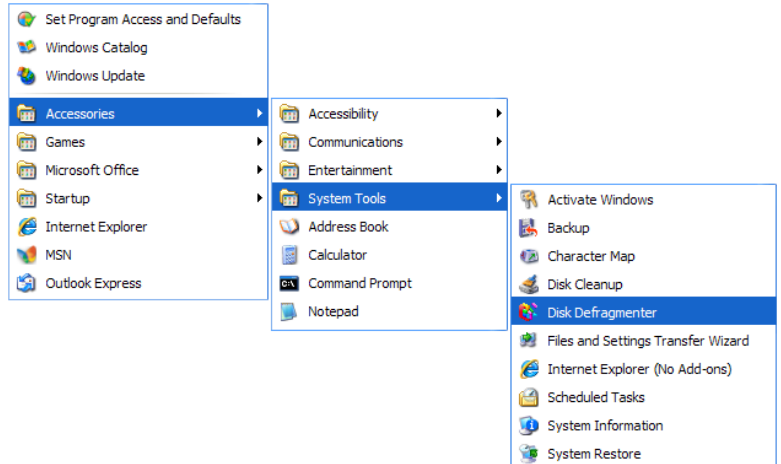 Set Program Access and Defaults
Windows Catalog
Windows Update
Accessories
Games
Microsoft Office
Startup
Internet Explorer
MSN
Outlook Express
Accessibility
Communications
Entertainment
System Tools
Address Book
Calculator
Command Prompt
Notepad
Activate Windows
Backup
Character Map
Disk Cleanup
Disk Defragmenter
Files and Settings Transfer Wizard
Internet Explorer (No Add-ons)
Scheduled Tasks
System Information
System Restore